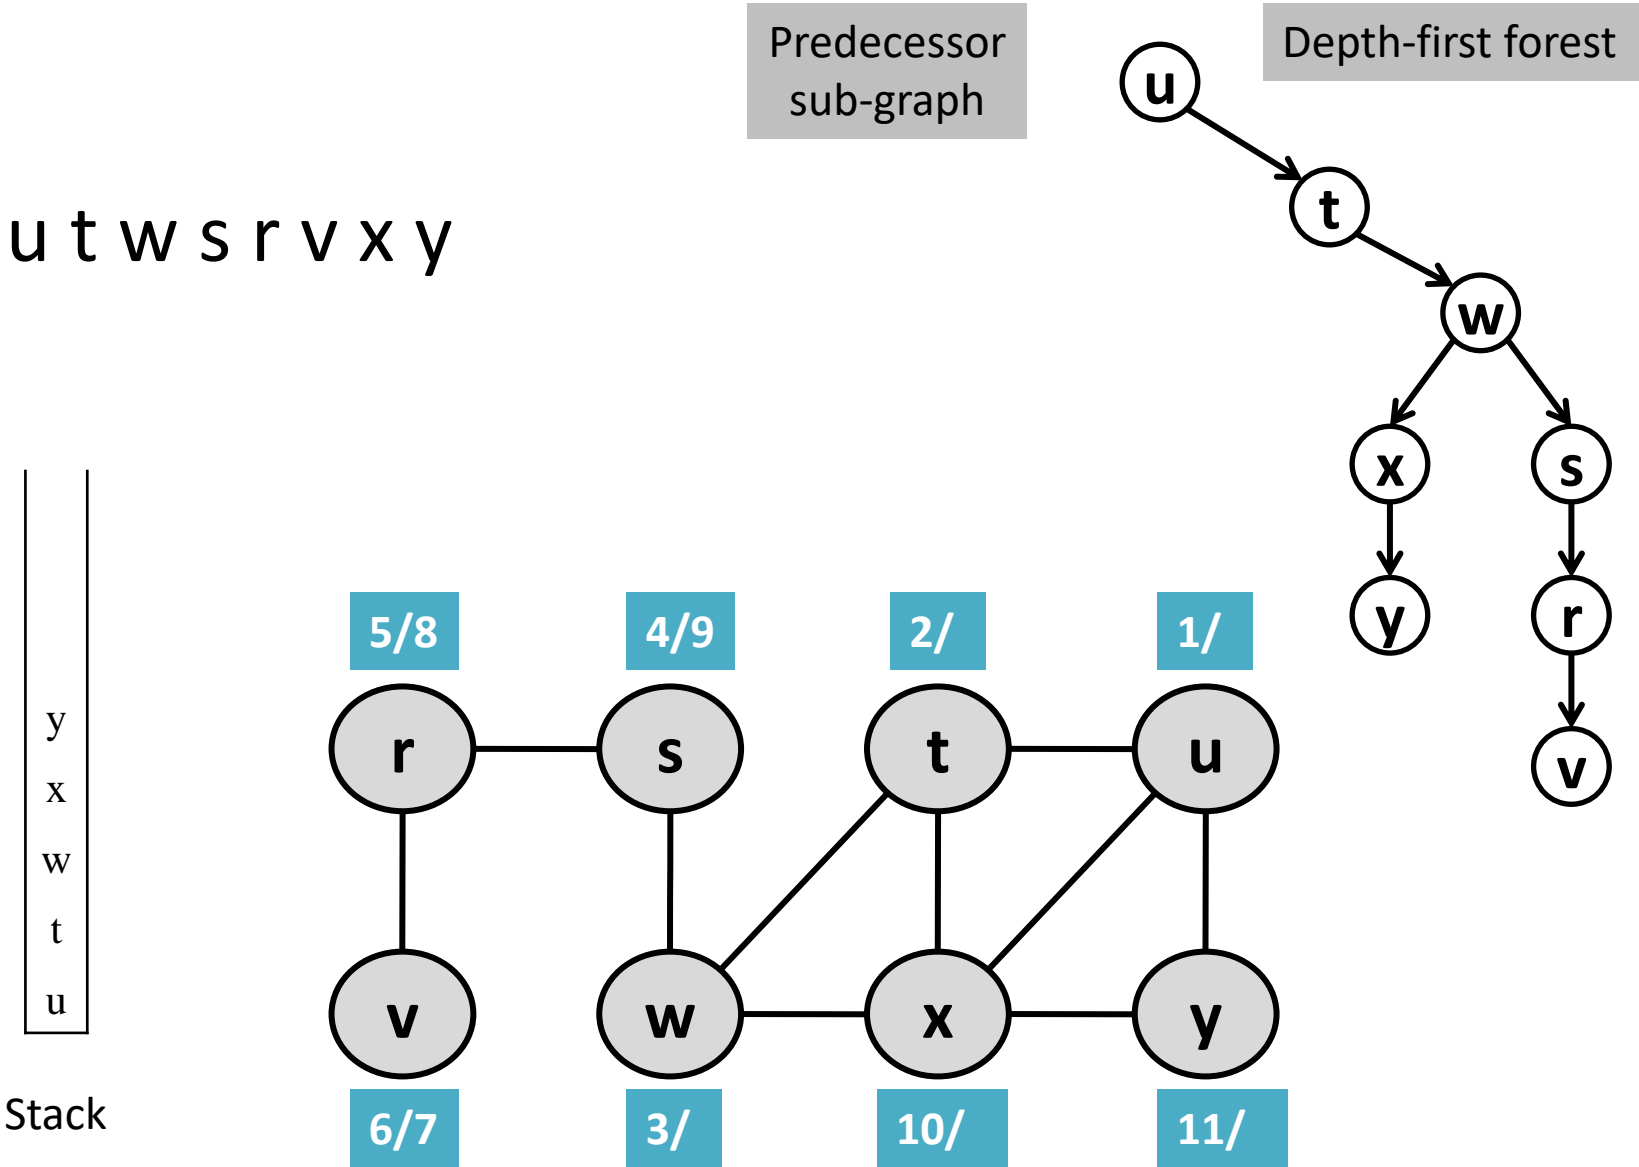 Predecessor
sub-graph
Depth-first forest
u
t
w
x
s
y
r
v
u t w s r v x y
y
x
w
t
u
Stack
5/8
4/9
2/
1/
r
s
t
u
v
w
x
y
6/7
3/
10/
11/